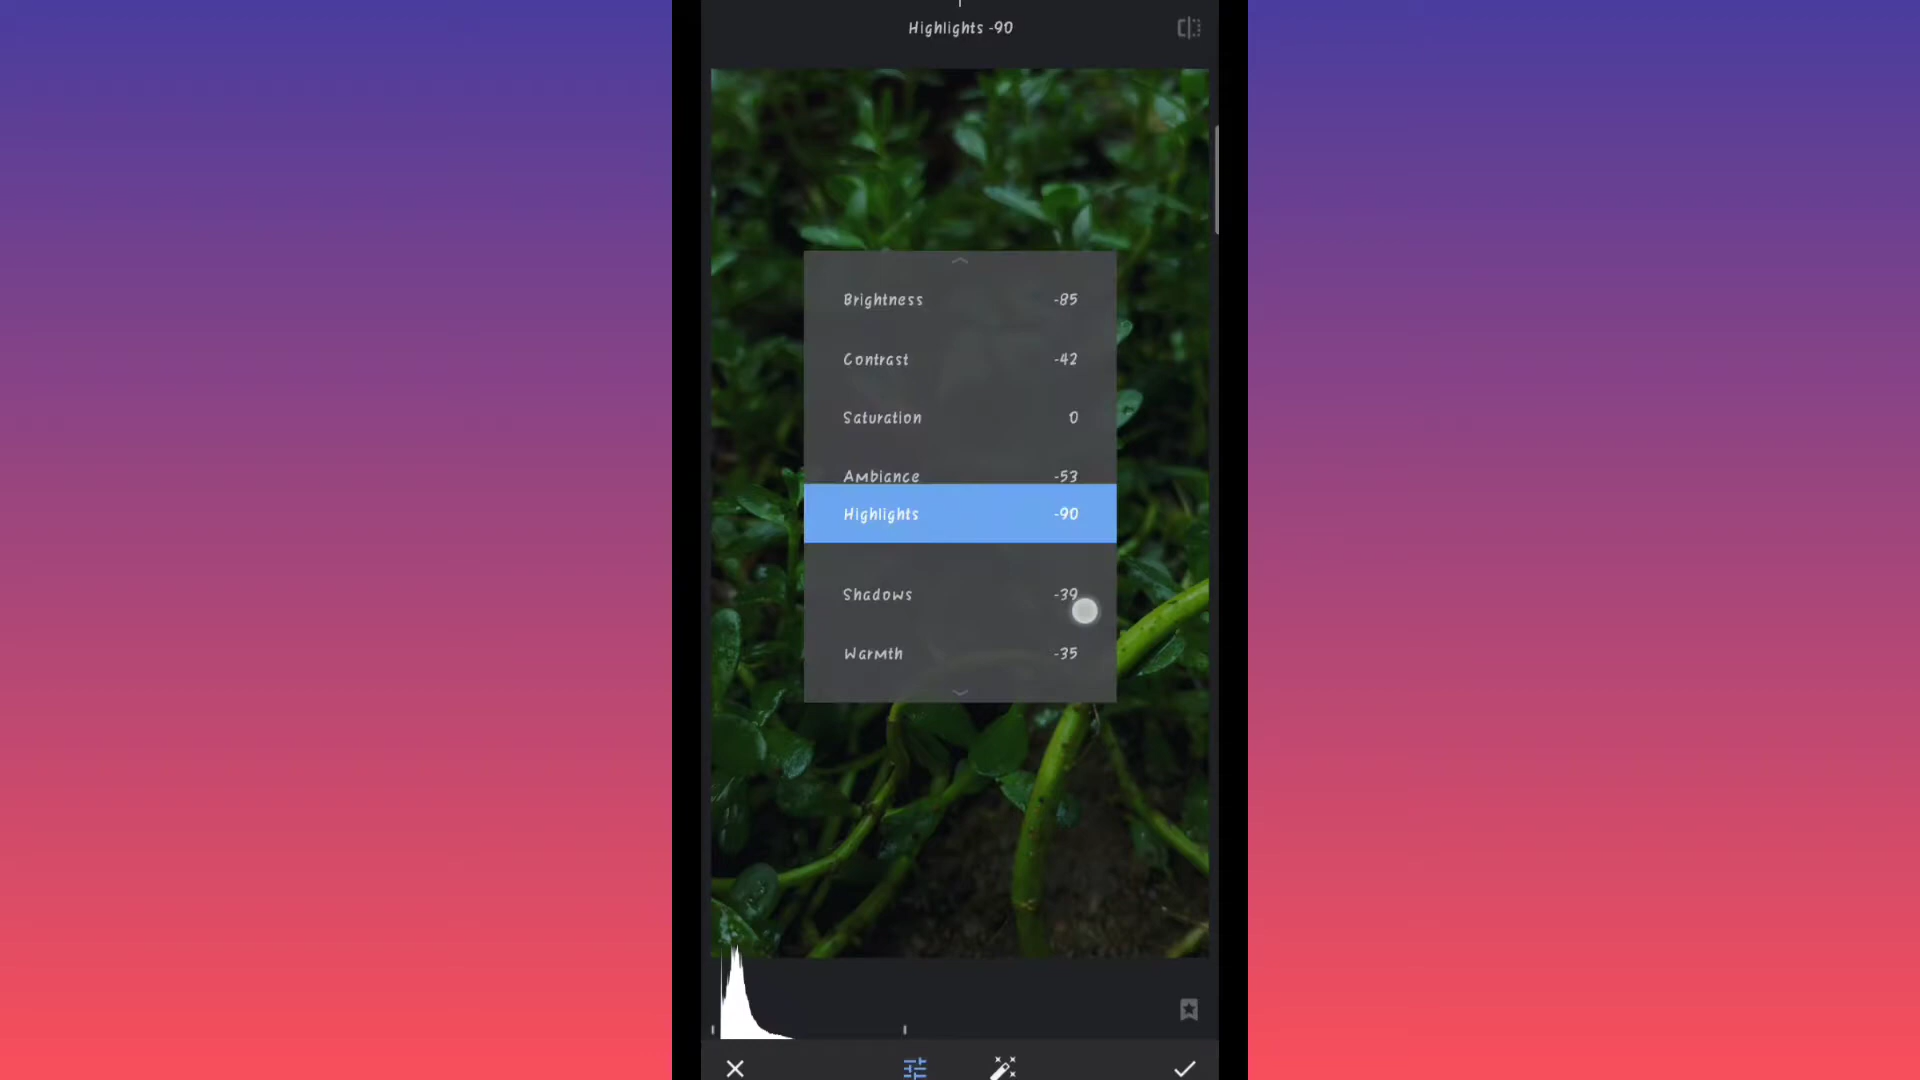 Highlights -90
Brightness -85
Contrast -42
Saturation 0
Ambiance -53
Highlights -90
Shadows -39
Warmth -35